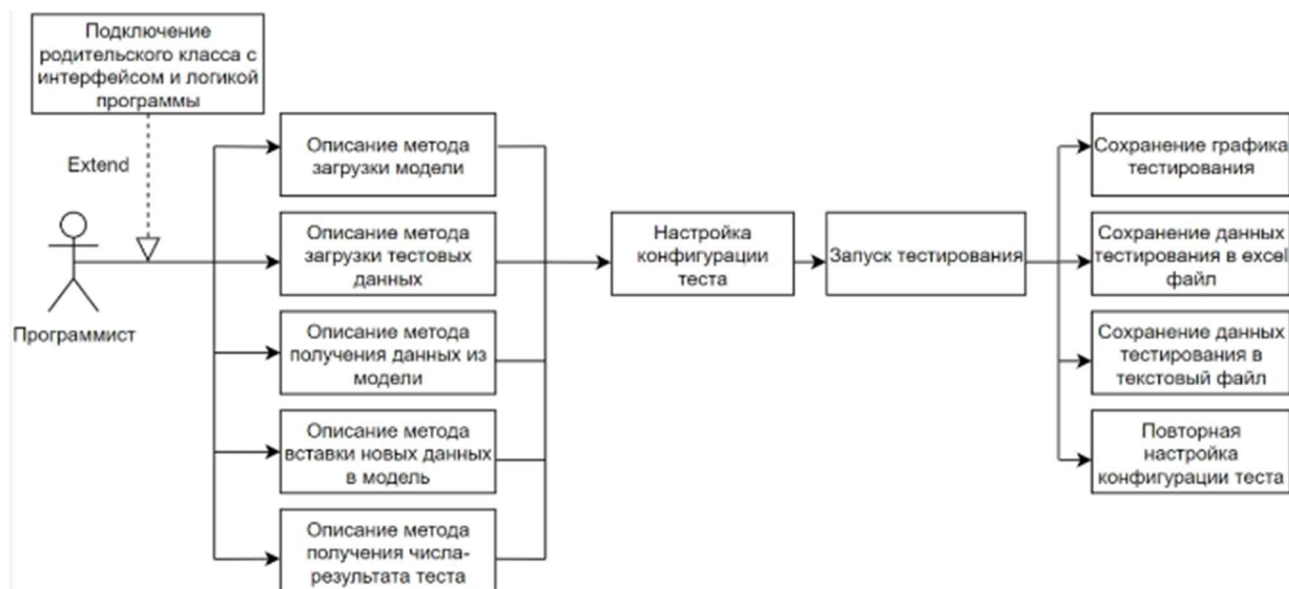 Подключение
родительского класса с
интерфейсом и логикой
программы
Extend
Программист
Описание метода
загрузки модели
Описание метода
загрузки тестовых
данных
Описание метода
получения данных из
модели
Описание метода
вставки новых данных
в модель
Описание метода
получения числа-
результата теста
Настройка
конфигурации
теста
Запуск тестирования
Сохранение графика
тестирования
Сохранение данных
тестирования в excel
файл
Сохранение данных
тестирования в
текстовый файл
Повторная
настройка
конфигурации теста